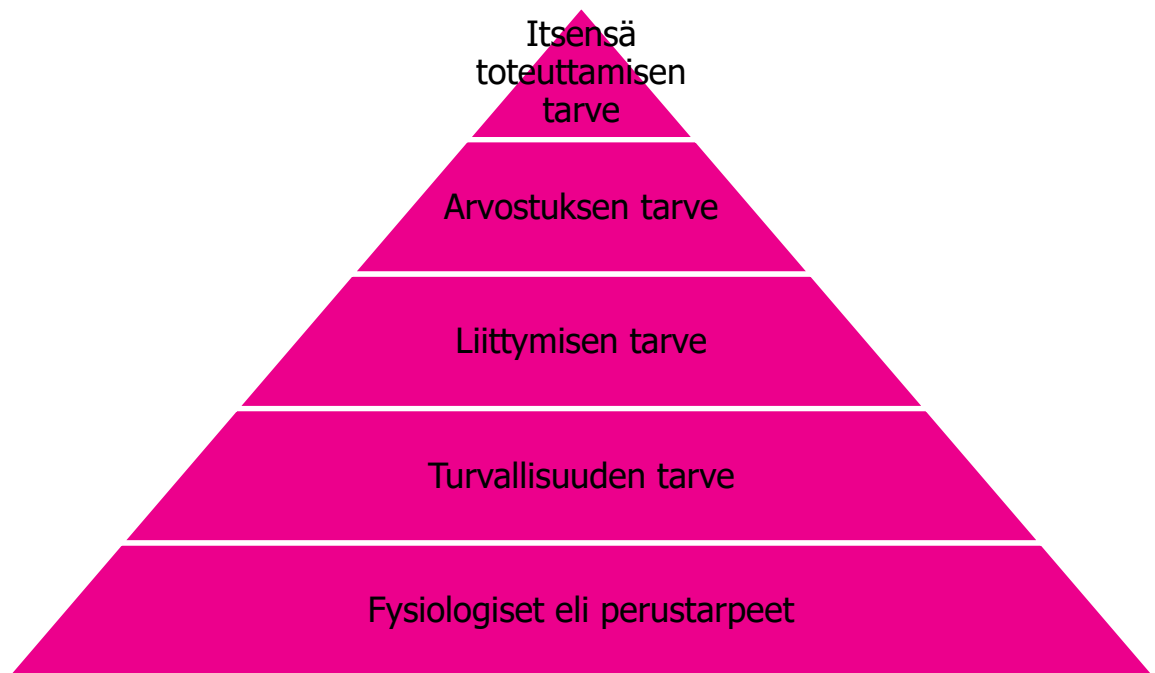 Itsensä
toteuttamisen
tarve
Arvostuksen tarve
Liittymisen tarve
Turvallisuuden tarve
Fysiologiset eli perustarpeet